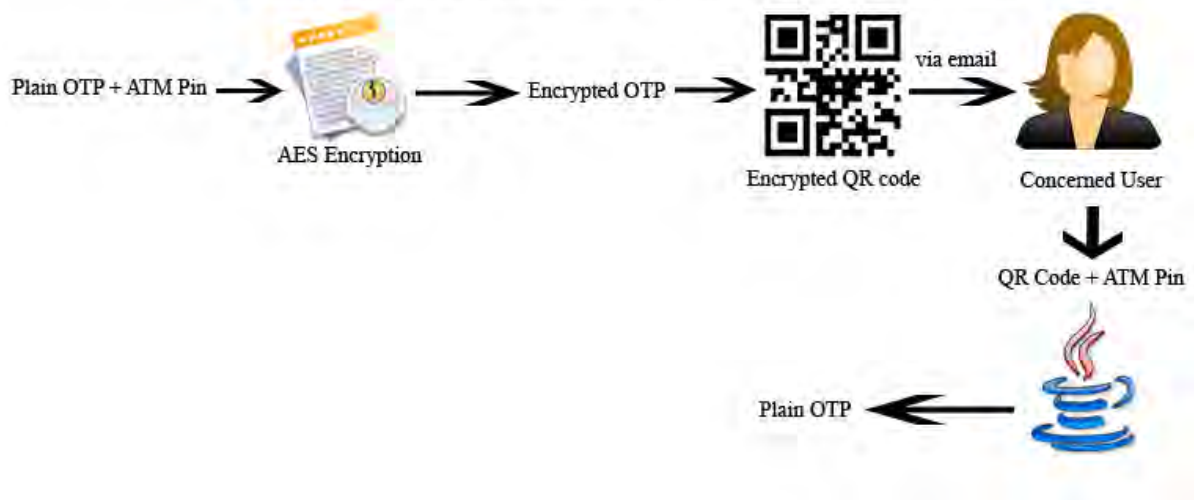 Plain OTP + ATM Pin
AES Encryption
Encrypted OTP
Encrypted QR code
via email
Concerned User
QR Code + ATM Pin
Plain OTP